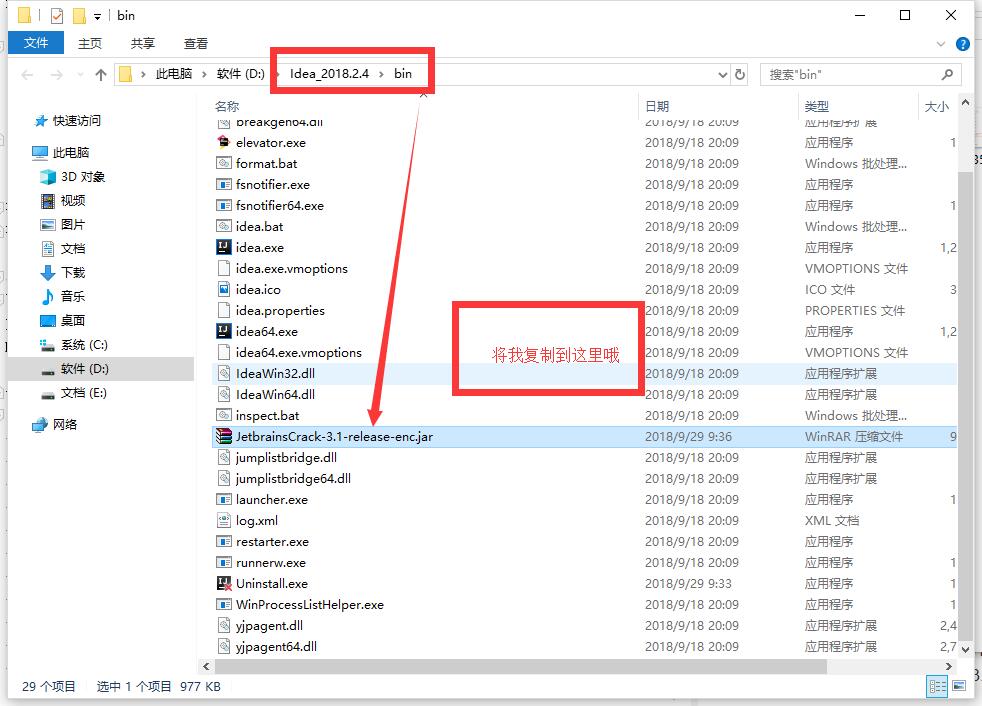 bin
文件 主页 共享 查看
此电脑 软件 (D:) Idea_2018.2.4 bin
搜索"bin"
快速访问
此电脑
3D 对象
视频
图片
文档
下载
音乐
桌面
系统 (C:)
软件 (D:)
文档 (E:)
网络
名称 日期 类型 大小
breakgen64.dll 2018/9/18 20:09 应用程序扩展
elevator.exe 2018/9/18 20:09 应用程序 1
format.bat 2018/9/18 20:09 Windows 批处理...
fsnotifier.exe 2018/9/18 20:09 应用程序
fsnotifier64.exe 2018/9/18 20:09 应用程序 1
idea.bat 2018/9/18 20:09 Windows 批处理...
idea.exe 2018/9/18 20:09 应用程序 1,2
idea.exe.vmoptions 2018/9/18 20:09 VMOPTIONS 文件
idea.ico 2018/9/18 20:09 ICO 文件 3
idea.properties 2018/9/18 20:09 PROPERTIES 文件
idea64.exe 2018/9/18 20:09 应用程序 1,2
idea64.exe.vmoptions 2018/9/18 20:09 VMOPTIONS 文件
将我复制到这里哦
IdeaWin32.dll 2018/9/18 20:09 应用程序扩展
IdeaWin64.dll 2018/9/18 20:09 应用程序扩展
inspect.bat 2018/9/18 20:09 Windows 批处理...
JetbrainsCrack-3.1-release-enc.jar 2018/9/29 9:36 WinRAR 压缩文件 9
jumplistbridge.dll 2018/9/18 20:09 应用程序扩展
jumplistbridge64.dll 2018/9/18 20:09 应用程序扩展
launcher.exe 2018/9/18 20:09 应用程序 1
log.xml 2018/9/18 20:09 XML 文档
restarter.exe 2018/9/18 20:09 应用程序
runnerw.exe 2018/9/18 20:09 应用程序 1
Uninstall.exe 2018/9/29 9:33 应用程序 1
WinProcessListHelper.exe 2018/9/18 20:09 应用程序 1
yjpagent.dll 2018/9/18 20:09 应用程序扩展 2,4
yjpagent64.dll 2018/9/18 20:09 应用程序扩展 2,7
29 个项目 选中 1 个项目 977 KB